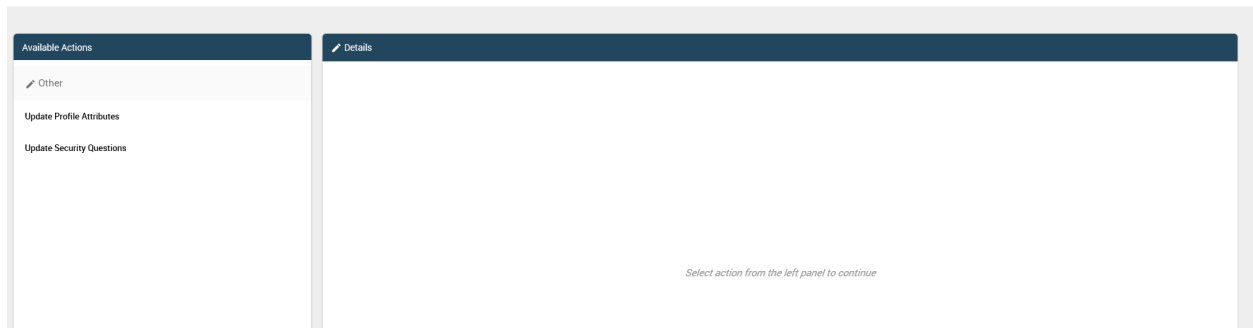 Available Actions
Other
Update Profile Attributes
Update Security Questions
Details
Select action from the left panel to continue